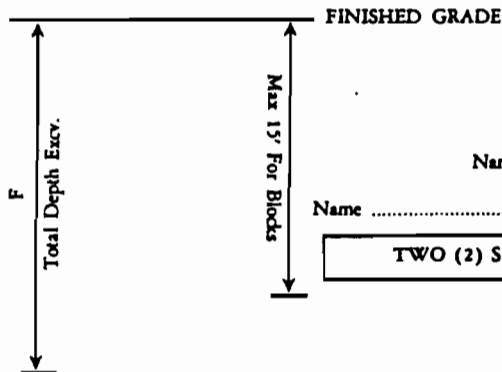 FINISHED GRADE
F
Total Depth Excv.
Max 15' For Blocks
Name ........................
TWO (2) S